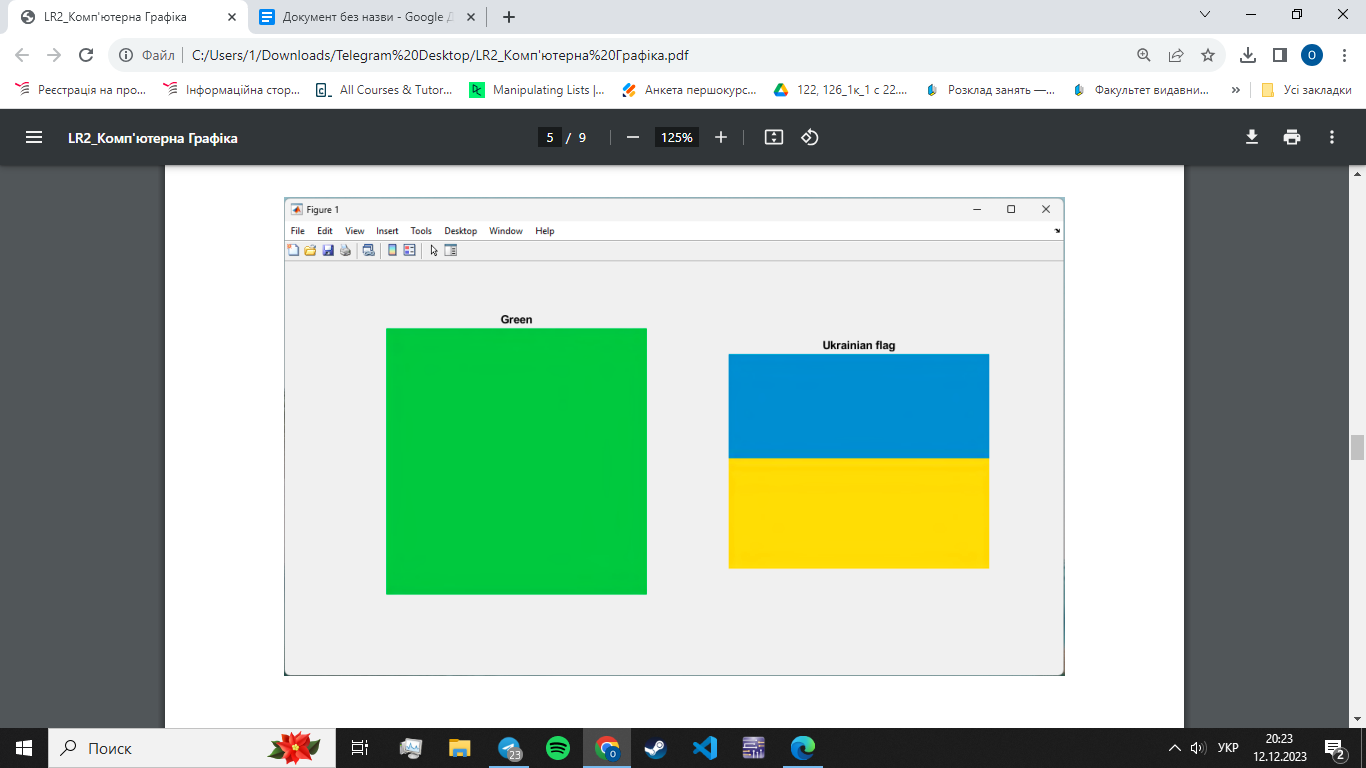 LR2_Комп'ютерна Графіка
Документ без назви - Google Д
Файл
C:/Users/1/Downloads/Telegram%20Desktop/LR2_Комп'ютерна%20Графіка.pdf
О
Реєстрація на про...
Інформаційна стор...
All Courses & Tutor...
Manipulating Lists |...
Анкета першокурс...
122, 126_1к_1 с 22....
Розклад занять —...
Факультет видавни...
»
Усі закладки
LR2_Комп'ютерна Графіка
5 / 9
125%
Figure 1
File Edit View Insert Tools Desktop Window Help
Green
Ukrainian flag
Поиск
23
О
УКР
20:23
12.12.2023
2